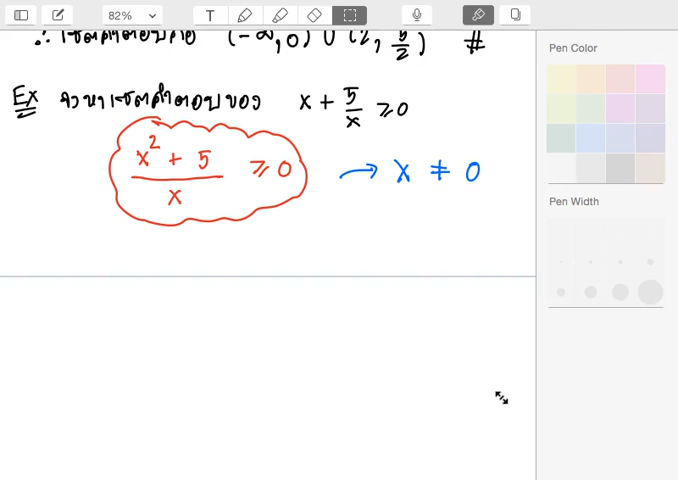 82%
∴ เซตคำตอบคือ (-∞, 0) ∪ (2, 5/2) #
Ex จงหาเซตคำตอบของ x + 5/x ≥ 0
(x² + 5)/x ≥ 0 → x ≠ 0
Pen Color
Pen Width